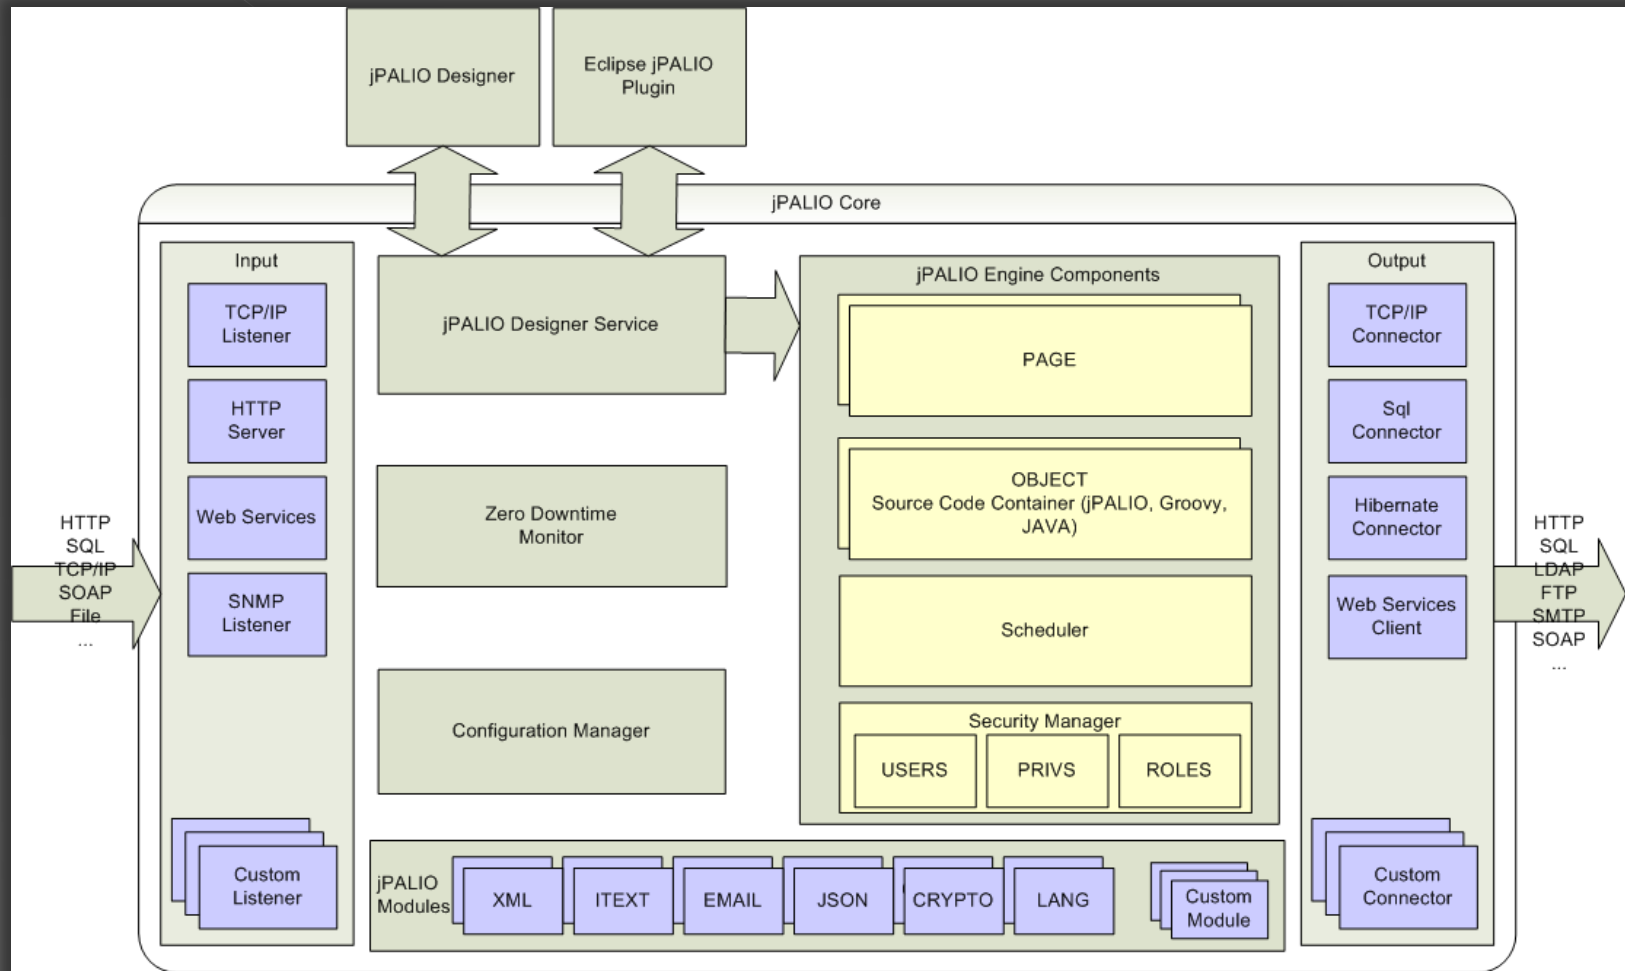 jPALIO Designer
Eclipse jPALIO
Plugin
jPALIO Core
Input
TCP/IP
Listener
HTTP
Server
Web Services
SNMP
Listener
Custom
Listener
HTTP
SQL
TCP/IP
SOAP
File
...
jPALIO Designer Service
Zero Downtime
Monitor
Configuration Manager
jPALIO Engine Components
PAGE
OBJECT
Source Code Container (jPALIO, Groovy,
JAVA)
Scheduler
Security Manager
USERS
PRIVS
ROLES
jPALIO
Modules
XML
ITEXT
EMAIL
JSON
CRYPTO
LANG
Custom
Module
Output
TCP/IP
Connector
Sql
Connector
Hibernate
Connector
Web Services
Client
Custom
Connector
HTTP
SQL
LDAP
FTP
SMTP
SOAP
...